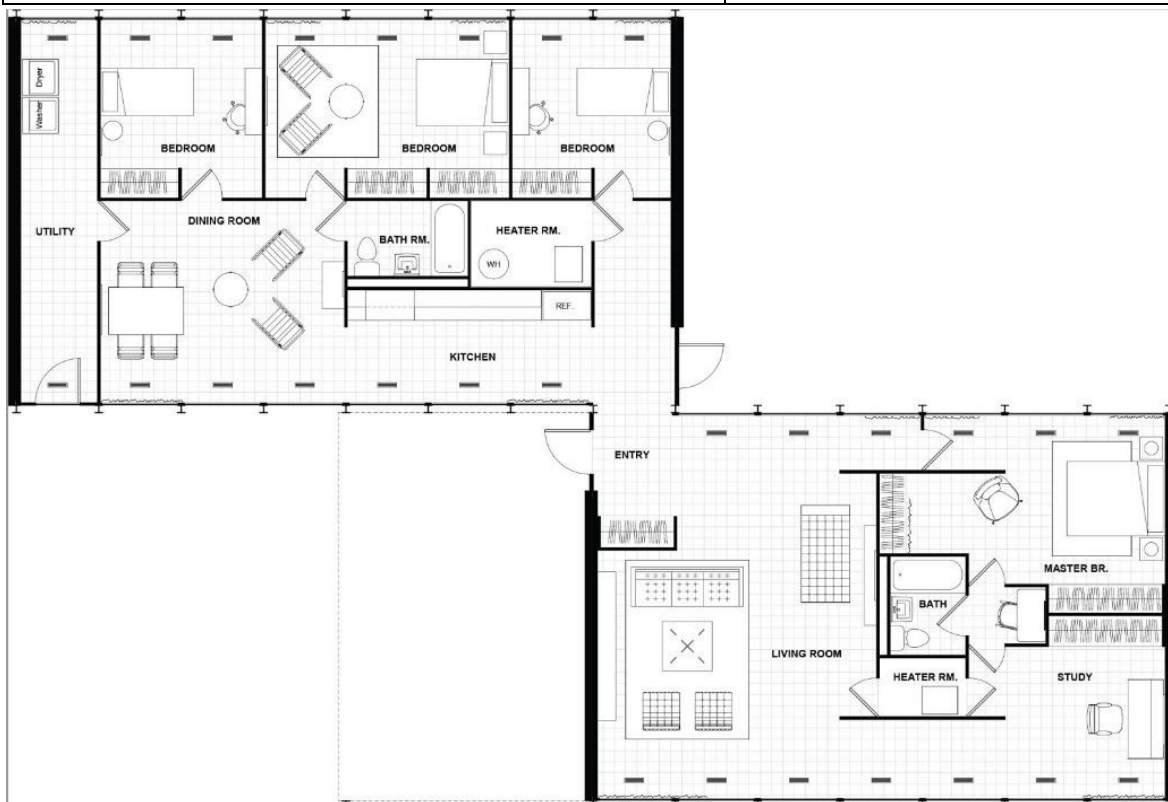 Dryer
Washer
BEDROOM
BEDROOM
BEDROOM
DINING ROOM
UTILITY
BATH RM.
HEATER RM.
WH
REF.
KITCHEN
ENTRY
MASTER BR.
BATH
LIVING ROOM
HEATER RM.
STUDY